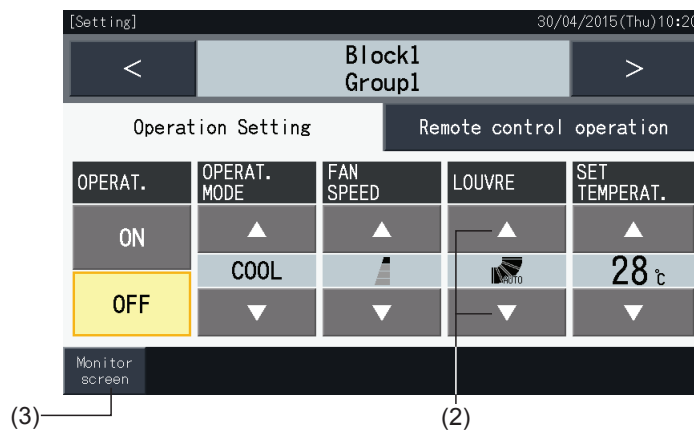 [Setting] 30/04/2015(Thu)10:20
< Block1 >
Group1
Operation Setting Remote control operation
OPERAT. OPERAT. MODE FAN SPEED LOUVRE SET TEMPERAT.
ON
COOL AUTO 28℃
OFF
Monitor
screen
(3) (2)